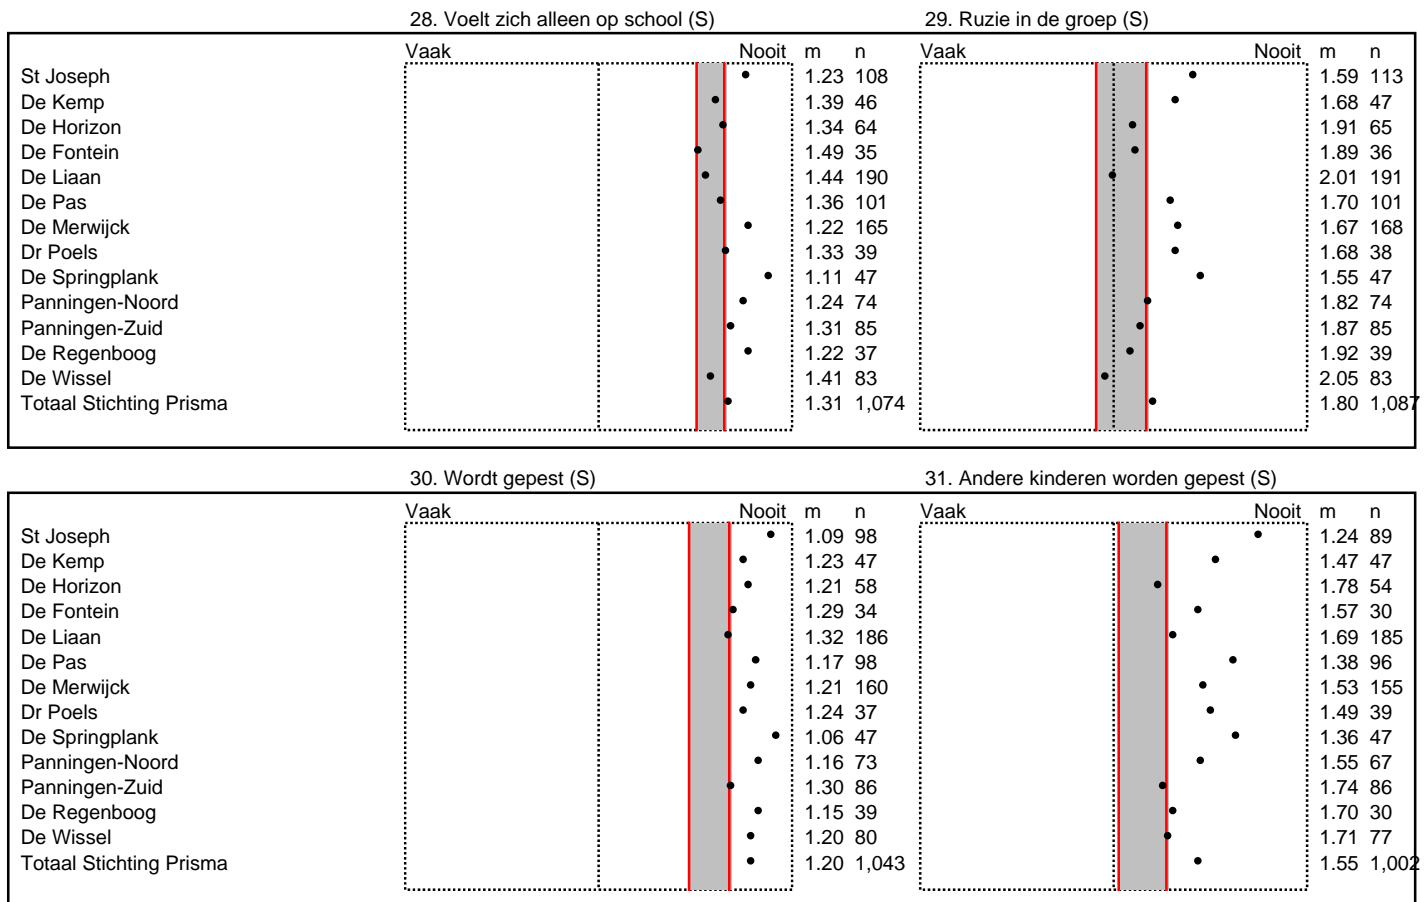 28. Voelt zich alleen op school (S) 29. Ruzie in de groep (S)
Vaak Nooit m n Vaak Nooit m n
St Joseph 1.23 108 1.59 113
De Kemp 1.39 46 1.68 47
De Horizon 1.34 64 1.91 65
De Fontein 1.49 35 1.89 36
De Liaan 1.44 190 2.01 191
De Pas 1.36 101 1.70 101
De Merwijck 1.22 165 1.67 168
Dr Poels 1.33 39 1.68 38
De Springplank 1.11 47 1.55 47
Panningen-Noord 1.24 74 1.82 74
Panningen-Zuid 1.31 85 1.87 85
De Regenboog 1.22 37 1.92 39
De Wissel 1.41 83 2.05 83
Totaal Stichting Prisma 1.31 1,074 1.80 1,087
30. Wordt gepest (S) 31. Andere kinderen worden gepest (S)
Vaak Nooit m n Vaak Nooit m n
St Joseph 1.09 98 1.24 89
De Kemp 1.23 47 1.47 47
De Horizon 1.21 58 1.78 54
De Fontein 1.29 34 1.57 30
De Liaan 1.32 186 1.69 185
De Pas 1.17 98 1.38 96
De Merwijck 1.21 160 1.53 155
Dr Poels 1.24 37 1.49 39
De Springplank 1.06 47 1.36 47
Panningen-Noord 1.16 73 1.55 67
Panningen-Zuid 1.30 86 1.74 86
De Regenboog 1.15 39 1.70 30
De Wissel 1.20 80 1.71 77
Totaal Stichting Prisma 1.20 1,043 1.55 1,002